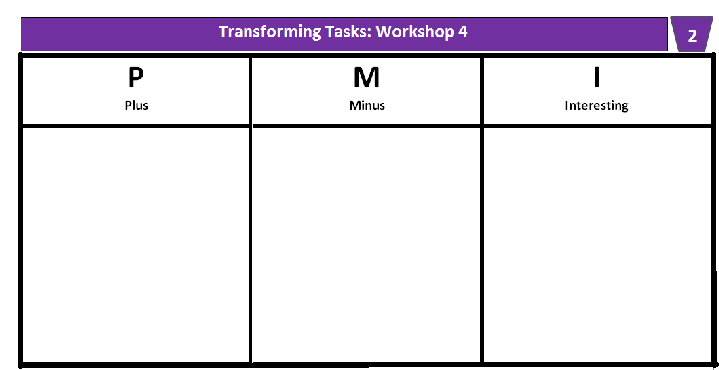 Transforming Tasks: Workshop 4
2
P M I
Plus Minus Interesting